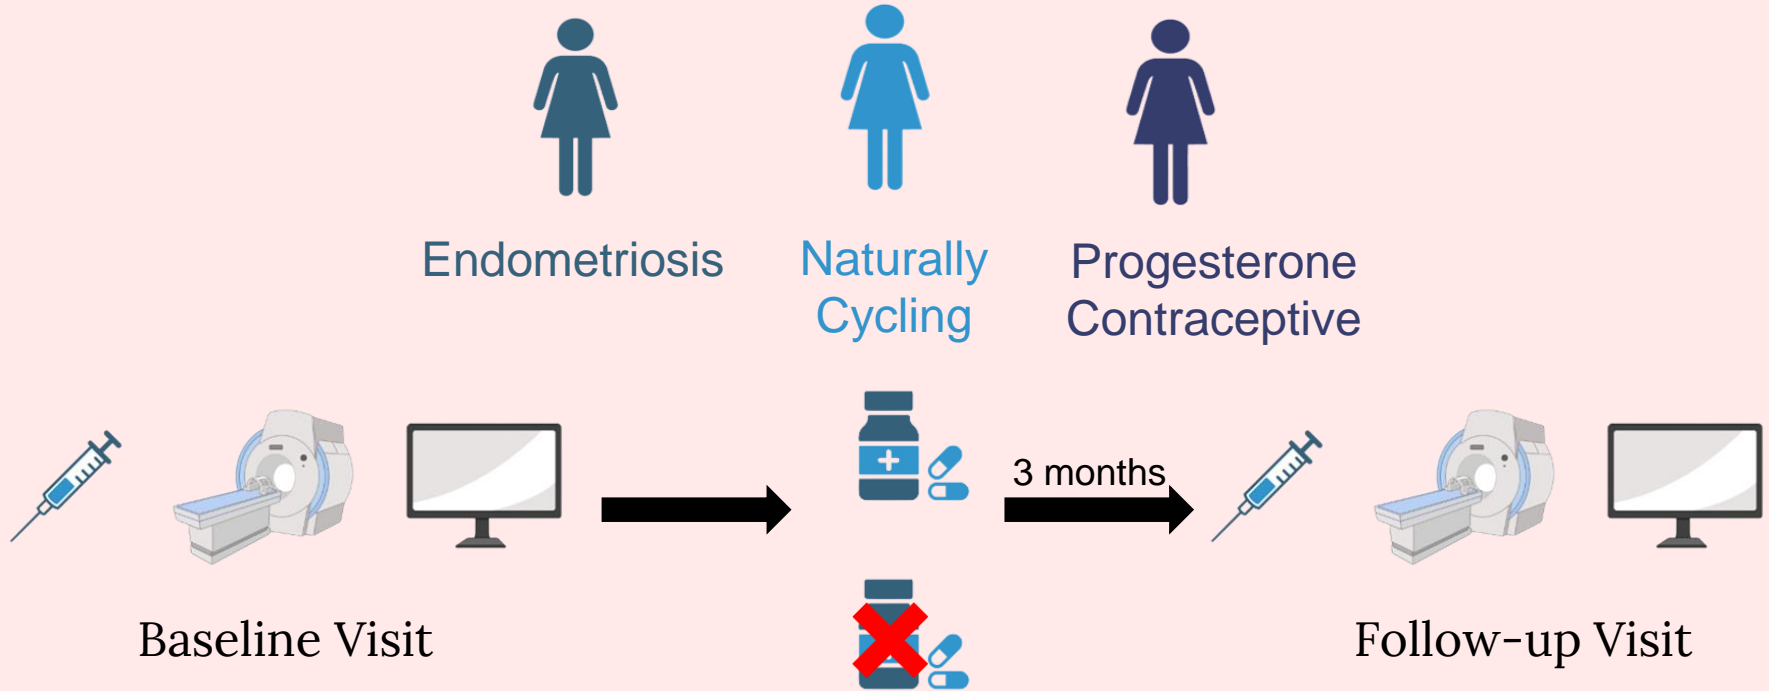 Endometriosis
Naturally
Cycling
Progesterone
Contraceptive
3 months
Baseline Visit
Follow-up Visit